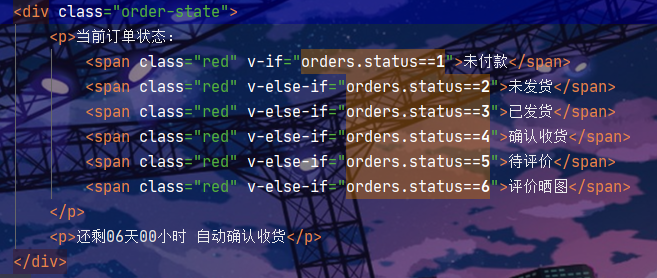 <div class="order-state">
<p>当前订单状态：
<span class="red" v-if="orders.status==1">未付款</span>
<span class="red" v-else-if="orders.status==2">未发货</span>
<span class="red" v-else-if="orders.status==3">已发货</span>
<span class="red" v-else-if="orders.status==4">确认收货</span>
<span class="red" v-else-if="orders.status==5">待评价</span>
<span class="red" v-else-if="orders.status==6">评价晒图</span>
</p>
<p>还剩06天00小时 自动确认收货</p>
</div>